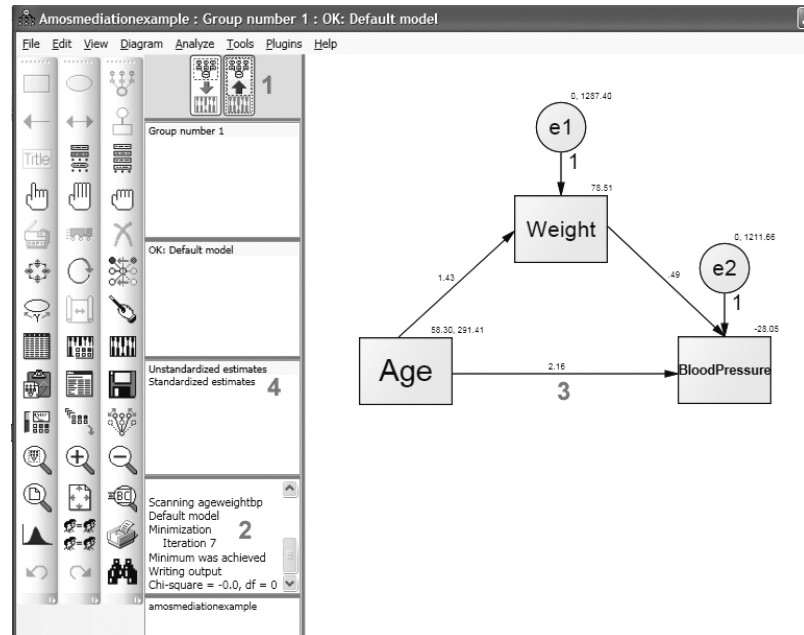 Amosmediationexample : Group number 1 : OK: Default model
File Edit View Diagram Analyze Tools Plugins Help
1
Title
Group number 1
OK: Default model
Unstandardized estimates
Standardized estimates
4
Scanning ageweightbp
Default model
Minimization
Iteration 7
Minimum was achieved
Writing output
Chi-square = -0.0, df = 0
2
amosmediationexample
0, 1287.40
e1
1
78.51
Weight
0, 1211.66
e2
1
1.43
.49
58.30, 291.41
-28.05
Age
2.16
3
BloodPressure